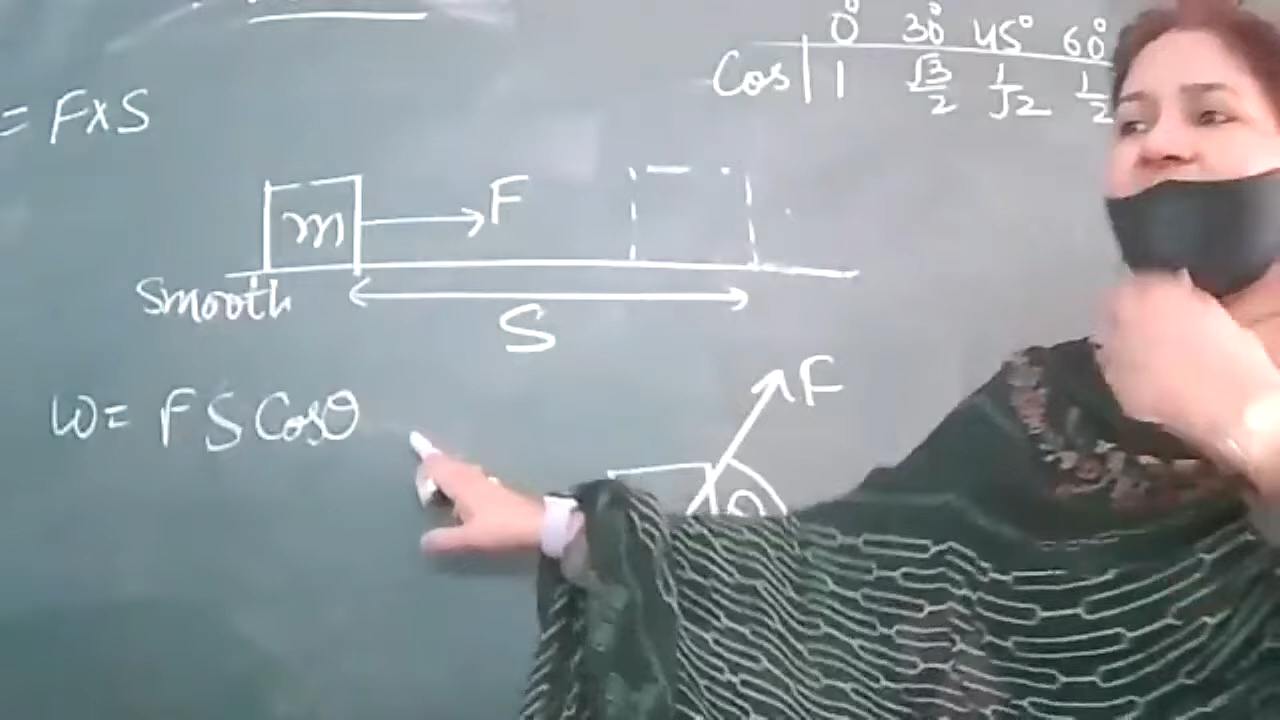 0° 30° 45° 60°
Cos 1 √3/2 1/√2 1/2
= F×S
m F
Smooth
S
F
W = F S Cosθ